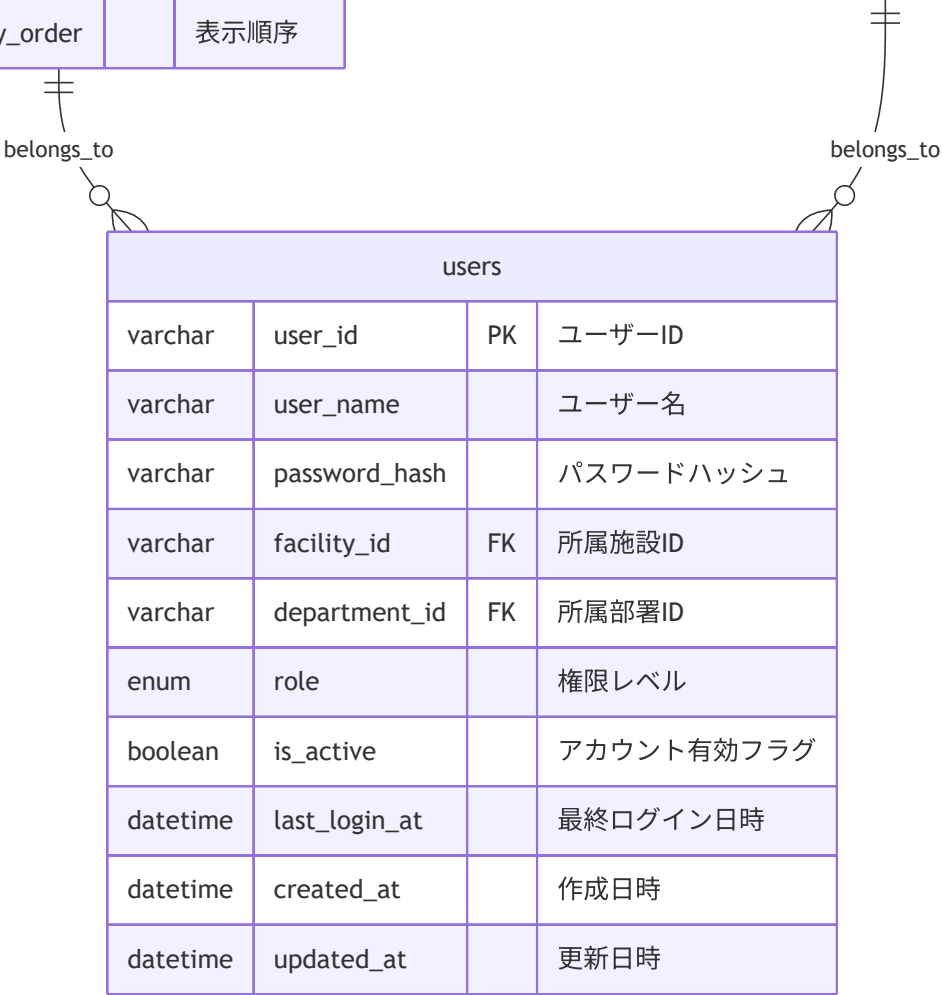 y_order 表示順序
belongs_to belongs_to
users
varchar user_id PK ユーザーID
varchar user_name ユーザー名
varchar password_hash パスワードハッシュ
varchar facility_id FK 所属施設ID
varchar department_id FK 所属部署ID
enum role 権限レベル
boolean is_active アカウント有効フラグ
datetime last_login_at 最終ログイン日時
datetime created_at 作成日時
datetime updated_at 更新日時